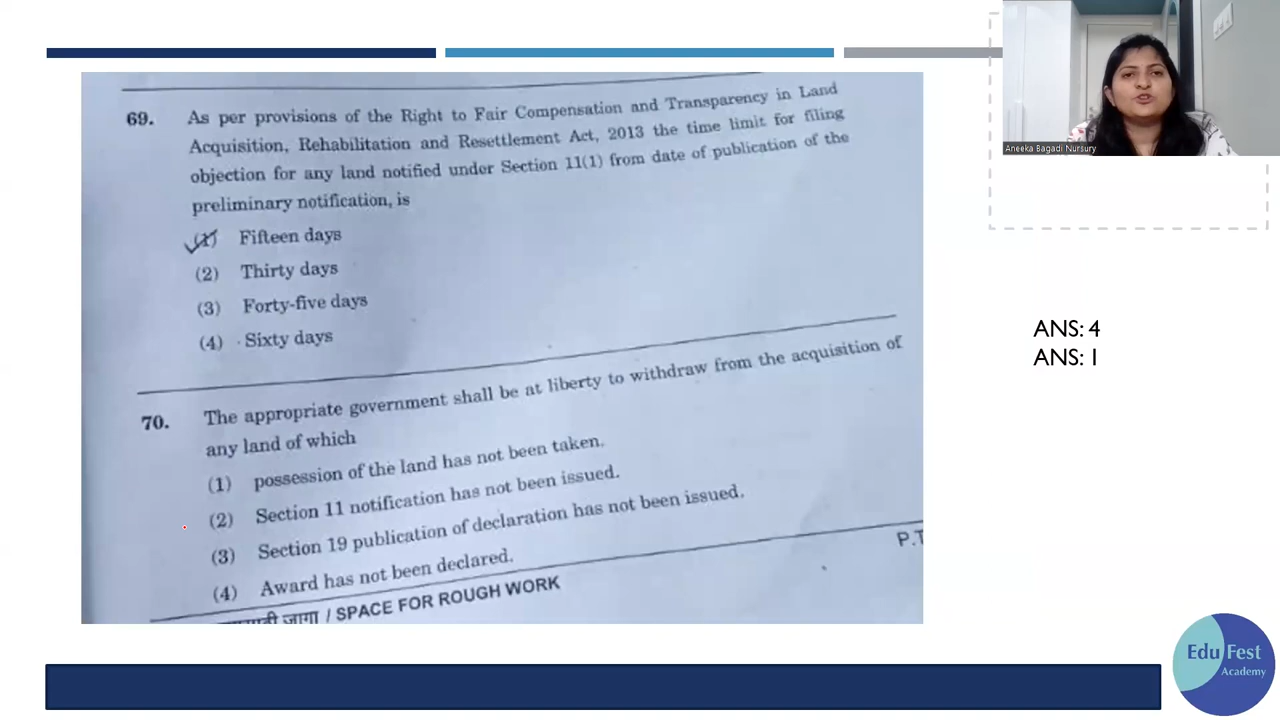 69. As per provisions of the Right to Fair Compensation and Transparency in Land
Acquisition, Rehabilitation and Resettlement Act, 2013 the time limit for filing
objection for any land notified under Section 11(1) from date of publication of the
preliminary notification, is
(1) Fifteen days
(2) Thirty days
(3) Forty-five days
(4) Sixty days
70. The appropriate government shall be at liberty to withdraw from the acquisition of
any land of which
(1) possession of the land has not been taken.
(2) Section 11 notification has not been issued.
(3) Section 19 publication of declaration has not been issued.
(4) Award has not been declared.
जागा / SPACE FOR ROUGH WORK
P.T
Aneeka Bagadi Nursury
ANS: 4
ANS: 1
Edu Fest
Academy